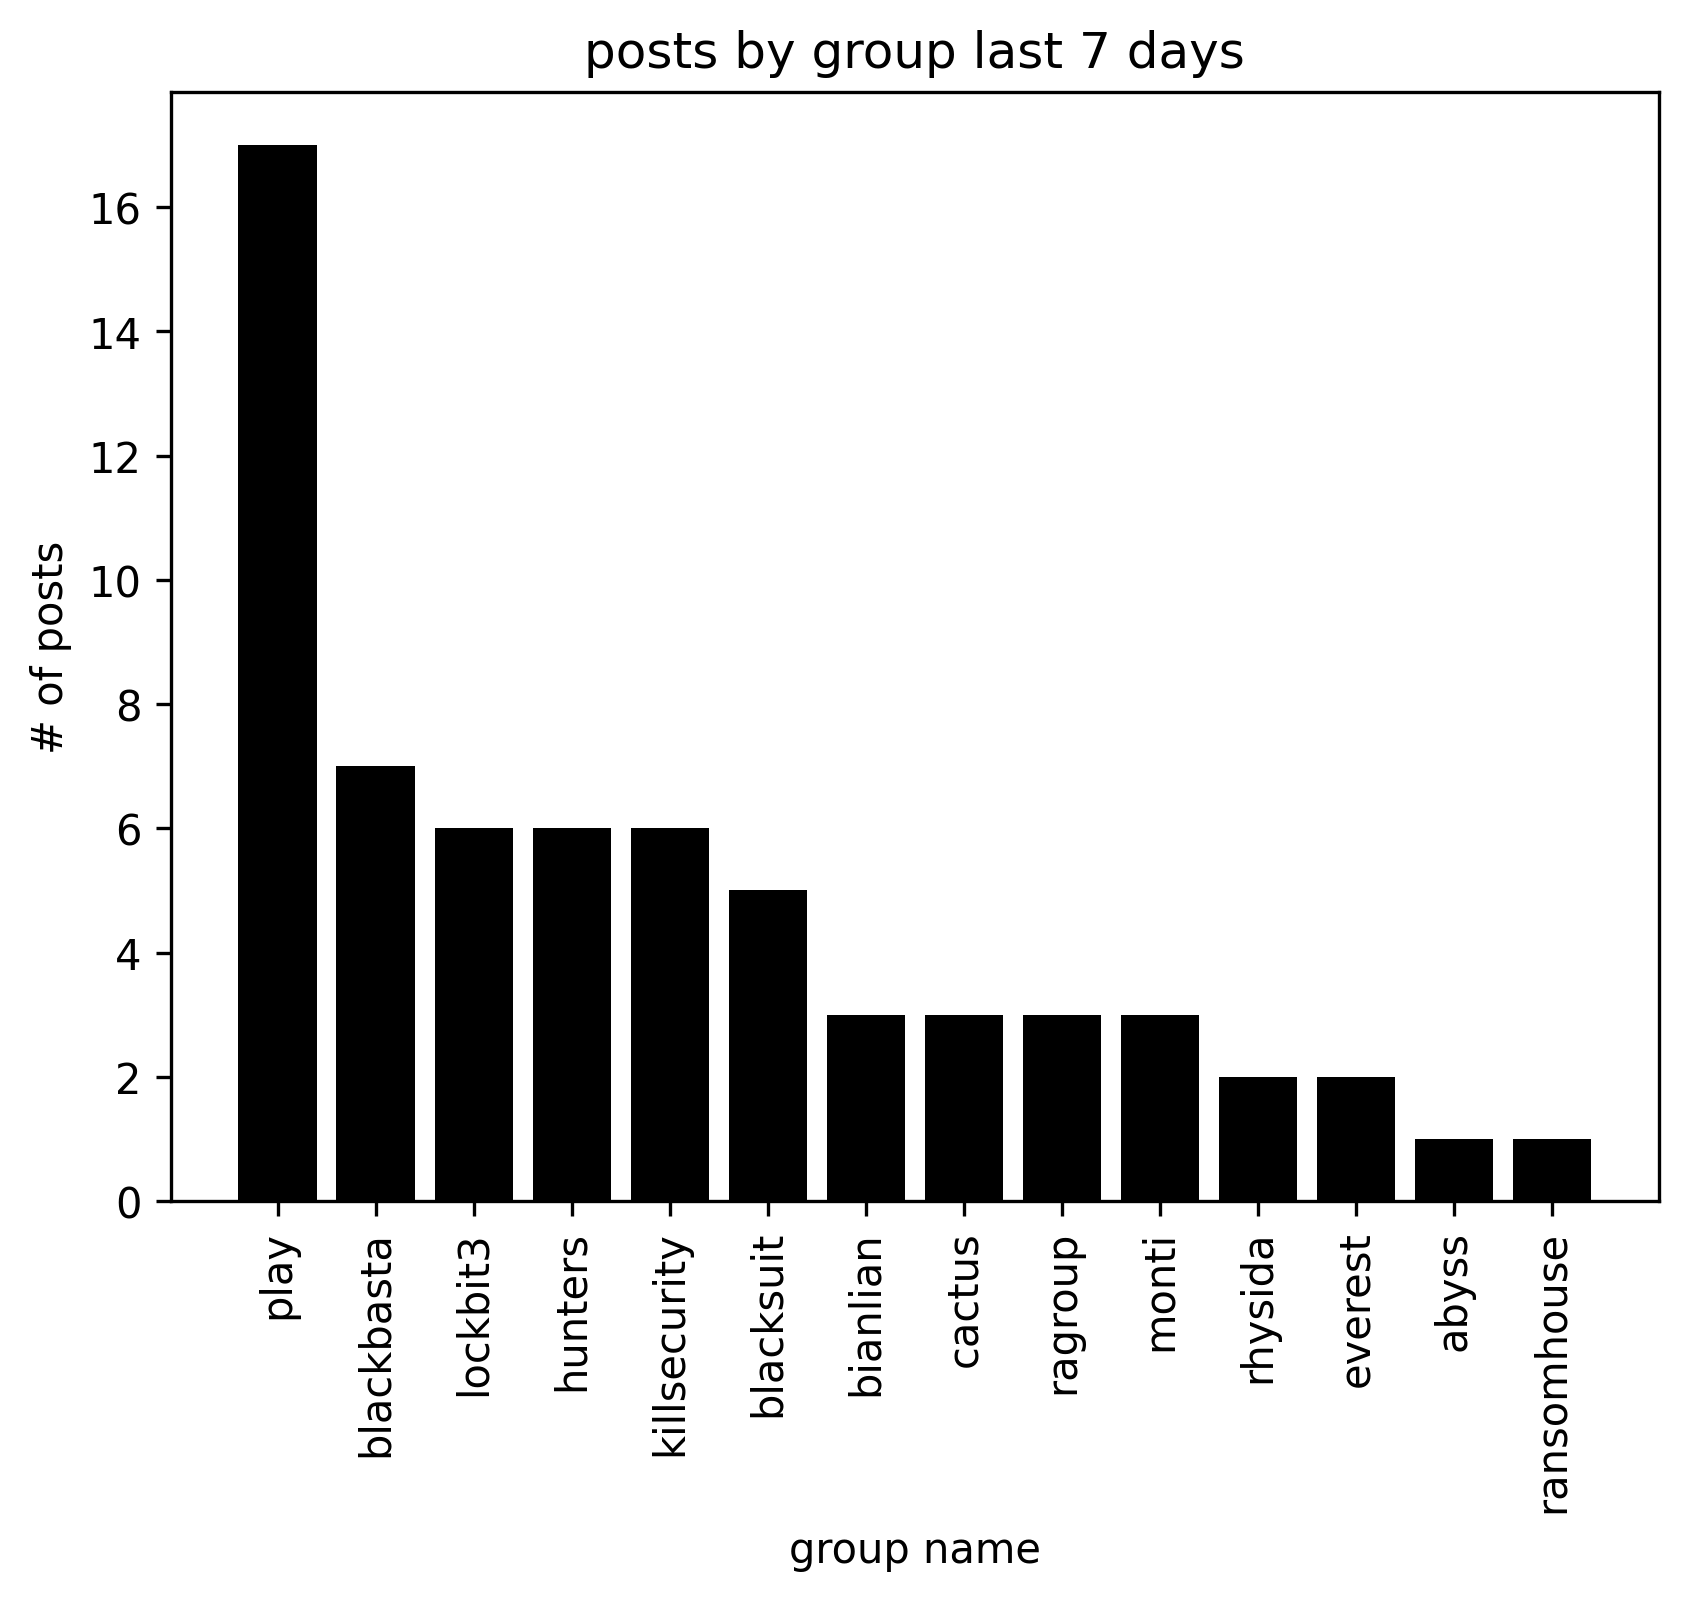 posts by group last 7 days
# of posts
16
14
12
10
8
6
4
2
0
play
blackbasta
lockbit3
hunters
killsecurity
blacksuit
bianlian
cactus
ragroup
monti
rhysida
everest
abyss
ransomhouse
group name